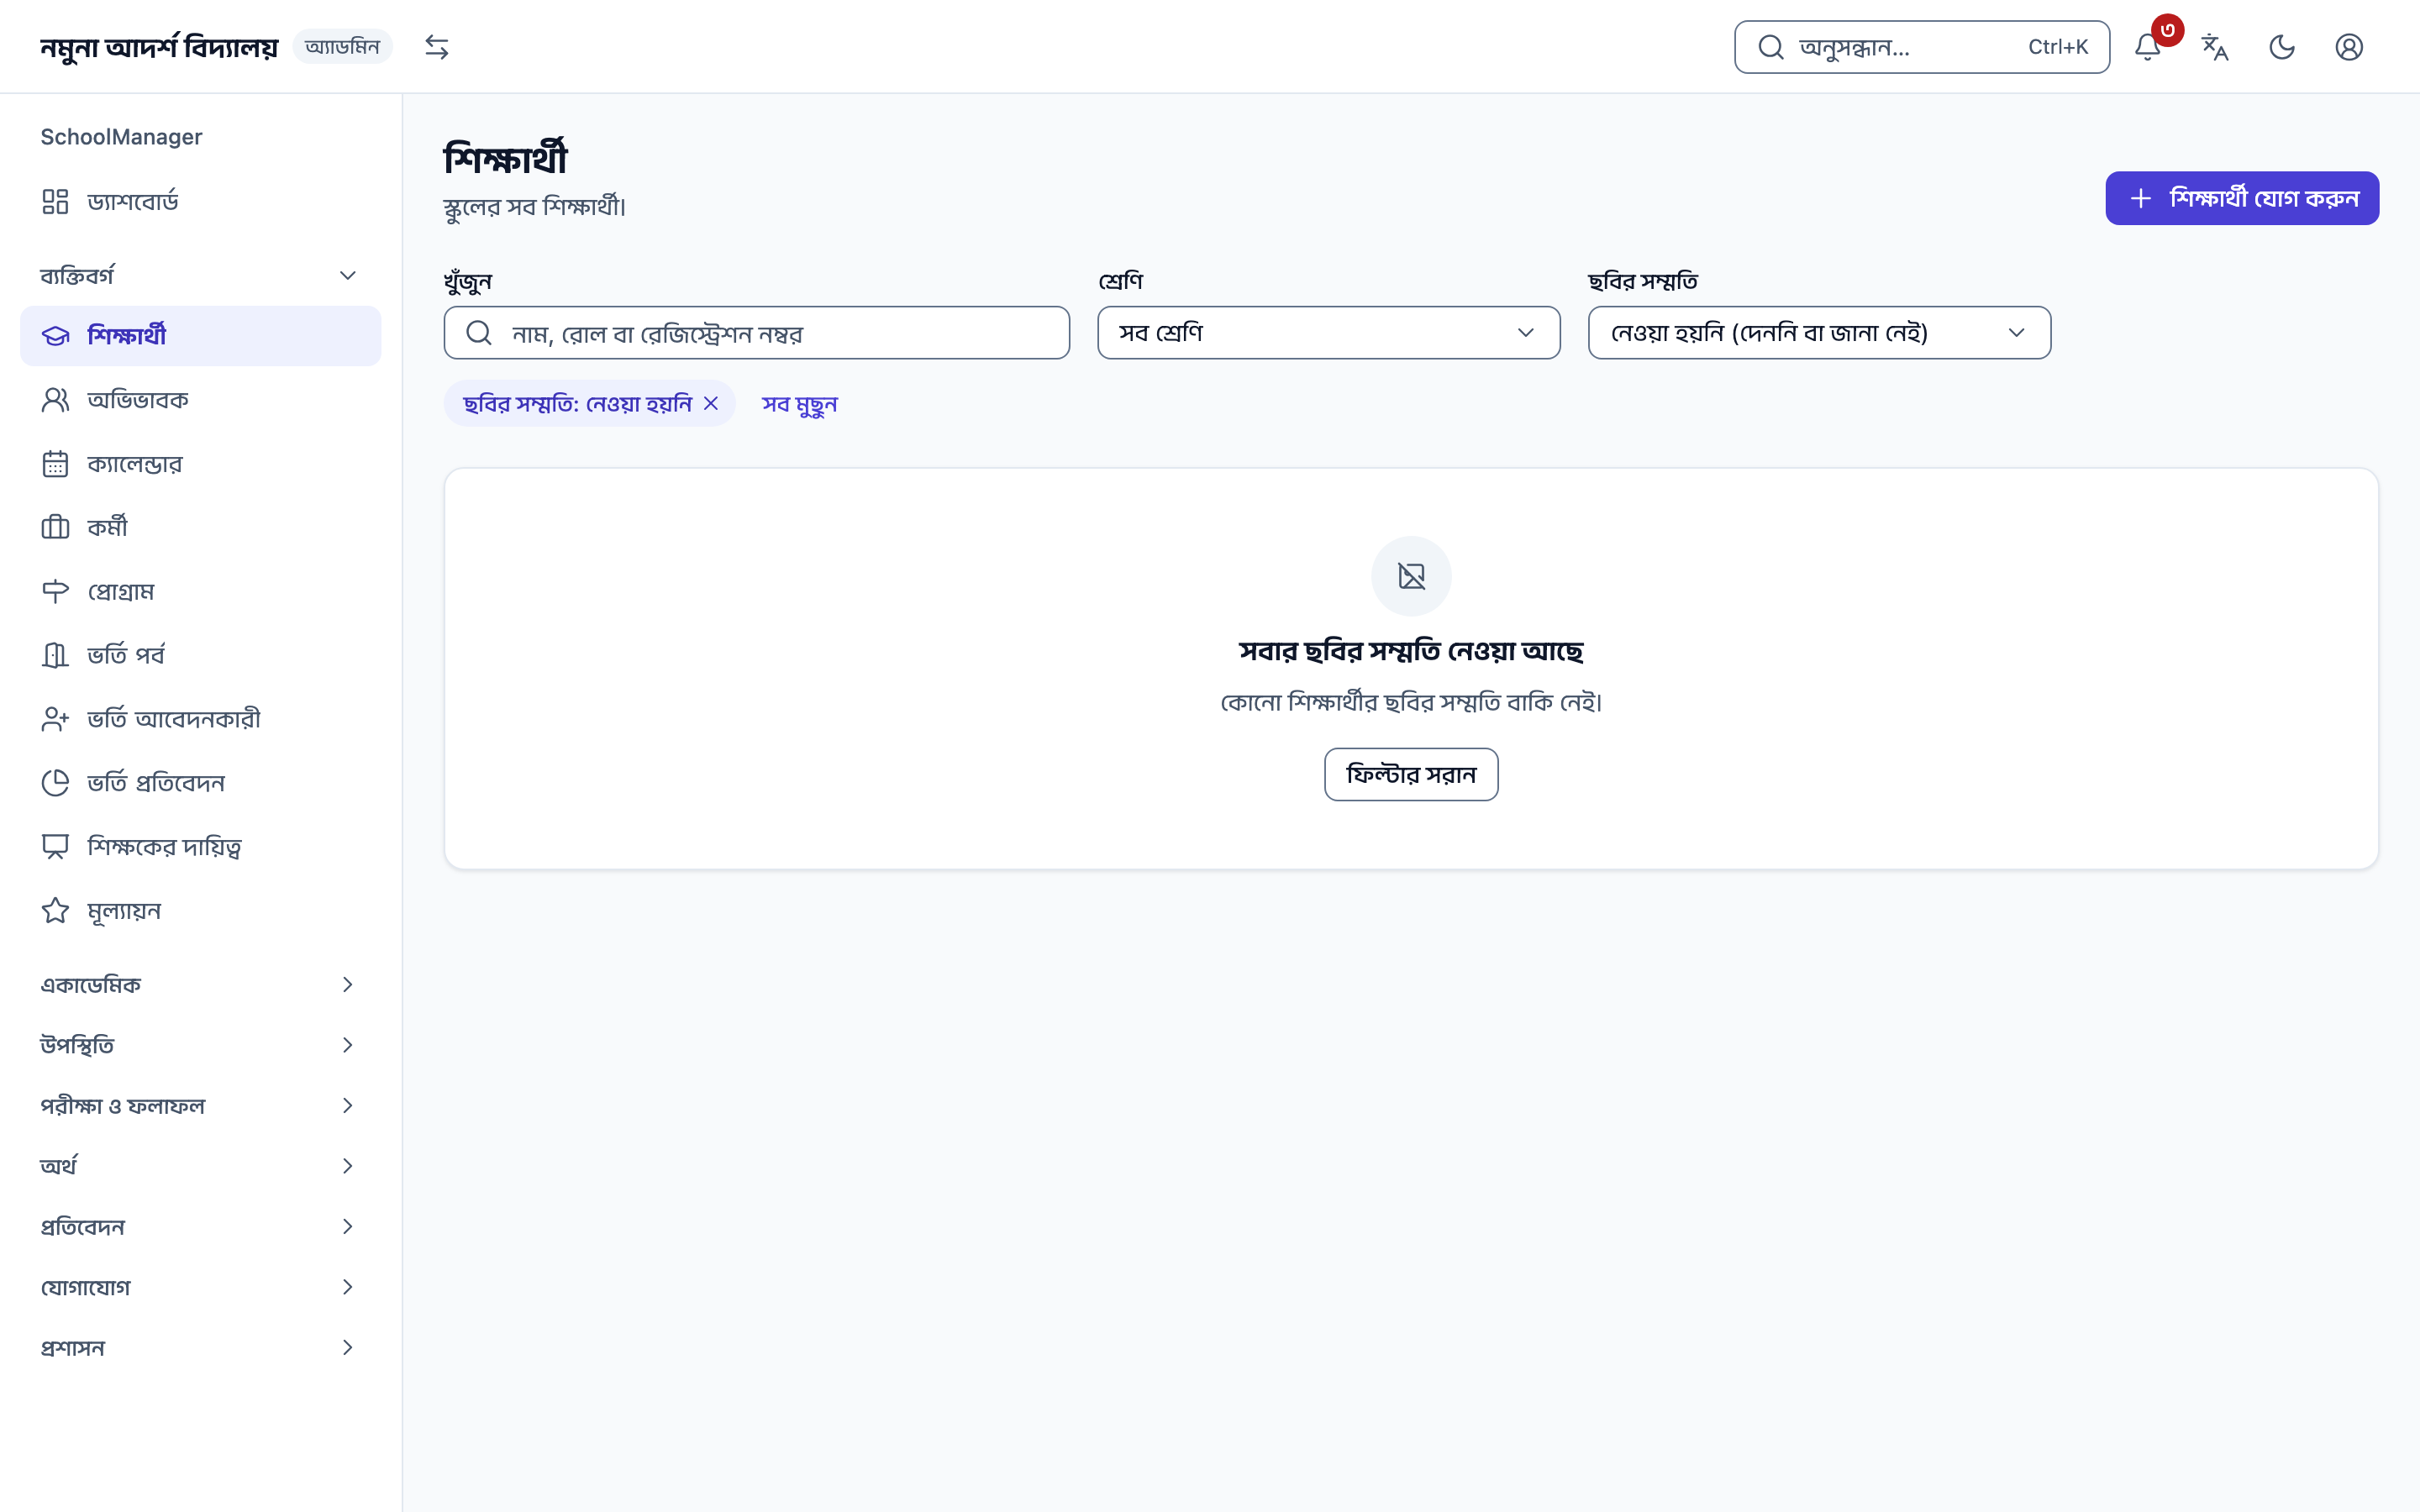 নমুনা আদর্শ বিদ্যালয়
অ্যাডমিন
অনুসন্ধান...
Ctrl+K
৩
SchoolManager
ড্যাশবোর্ড
ব্যক্তিবর্গ
শিক্ষার্থী
অভিভাবক
ক্যালেন্ডার
কর্মী
প্রোগ্রাম
ভর্তি পর্ব
ভর্তি আবেদনকারী
ভর্তি প্রতিবেদন
শিক্ষকের দায়িত্ব
মূল্যায়ন
একাডেমিক
উপস্থিতি
পরীক্ষা ও ফলাফল
অর্থ
প্রতিবেদন
যোগাযোগ
প্রশাসন
শিক্ষার্থী
স্কুলের সব শিক্ষার্থী।
শিক্ষার্থী যোগ করুন
খুঁজুন
নাম, রোল বা রেজিস্ট্রেশন নম্বর
শ্রেণি
সব শ্রেণি
ছবির সম্মতি
নেওয়া হয়নি (দেননি বা জানা নেই)
ছবির সম্মতি: নেওয়া হয়নি
সব মুছুন
সবার ছবির সম্মতি নেওয়া আছে
কোনো শিক্ষার্থীর ছবির সম্মতি বাকি নেই।
ফিল্টার সরান